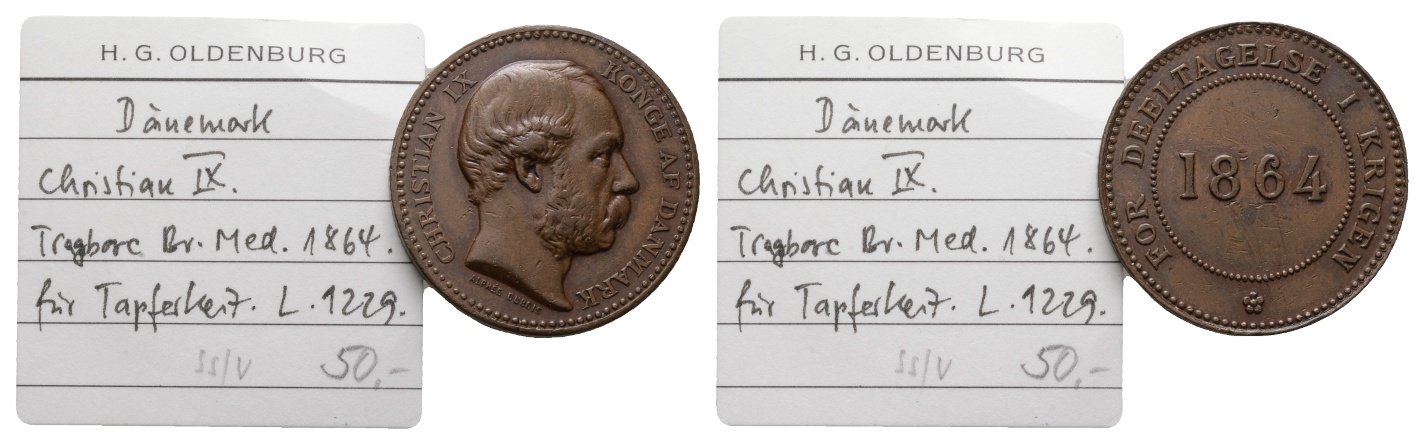 H. G. OLDENBURG
Dänemark
Christian IX.
Tragbare Br. Med. 1864.
für Tapferkeit. L. 1229.
ss/v 50,-
CHRISTIAN IX KONGE AF DANMARK
H. G. OLDENBURG
Dänemark
Christian IX.
Tragbare Br. Med. 1864.
für Tapferkeit. L. 1229.
ss/v 50,-
FOR DEELTAGELSE I KRIGEN
1864